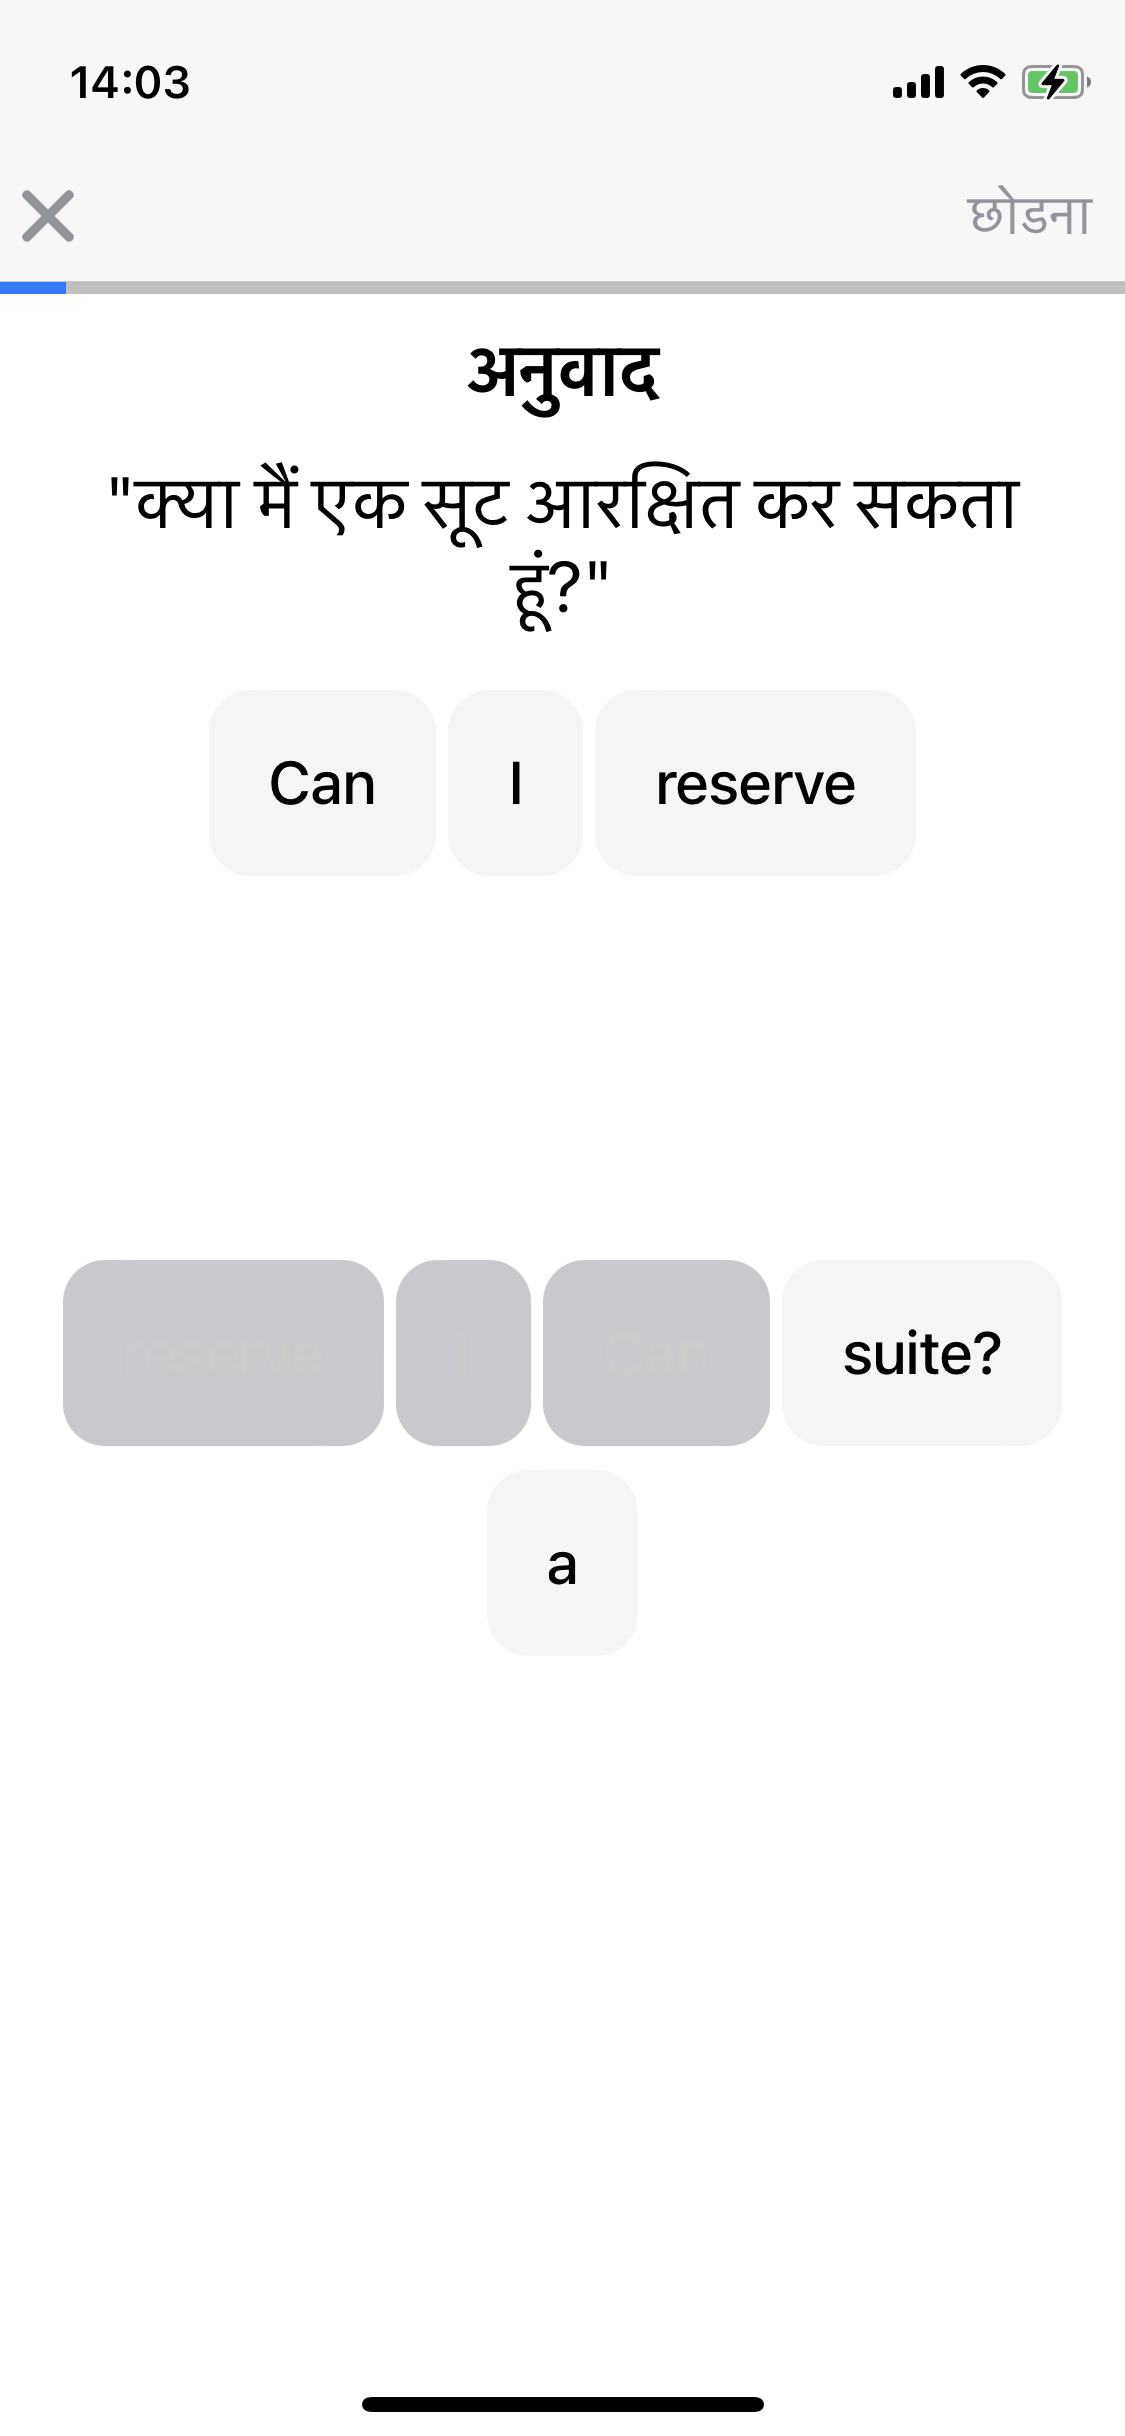 14:03
छोडना
अनुवाद
"क्या मैं एक सूट आरक्षित कर सकता
हूं?"
Can I reserve
reserve I Can suite?
a